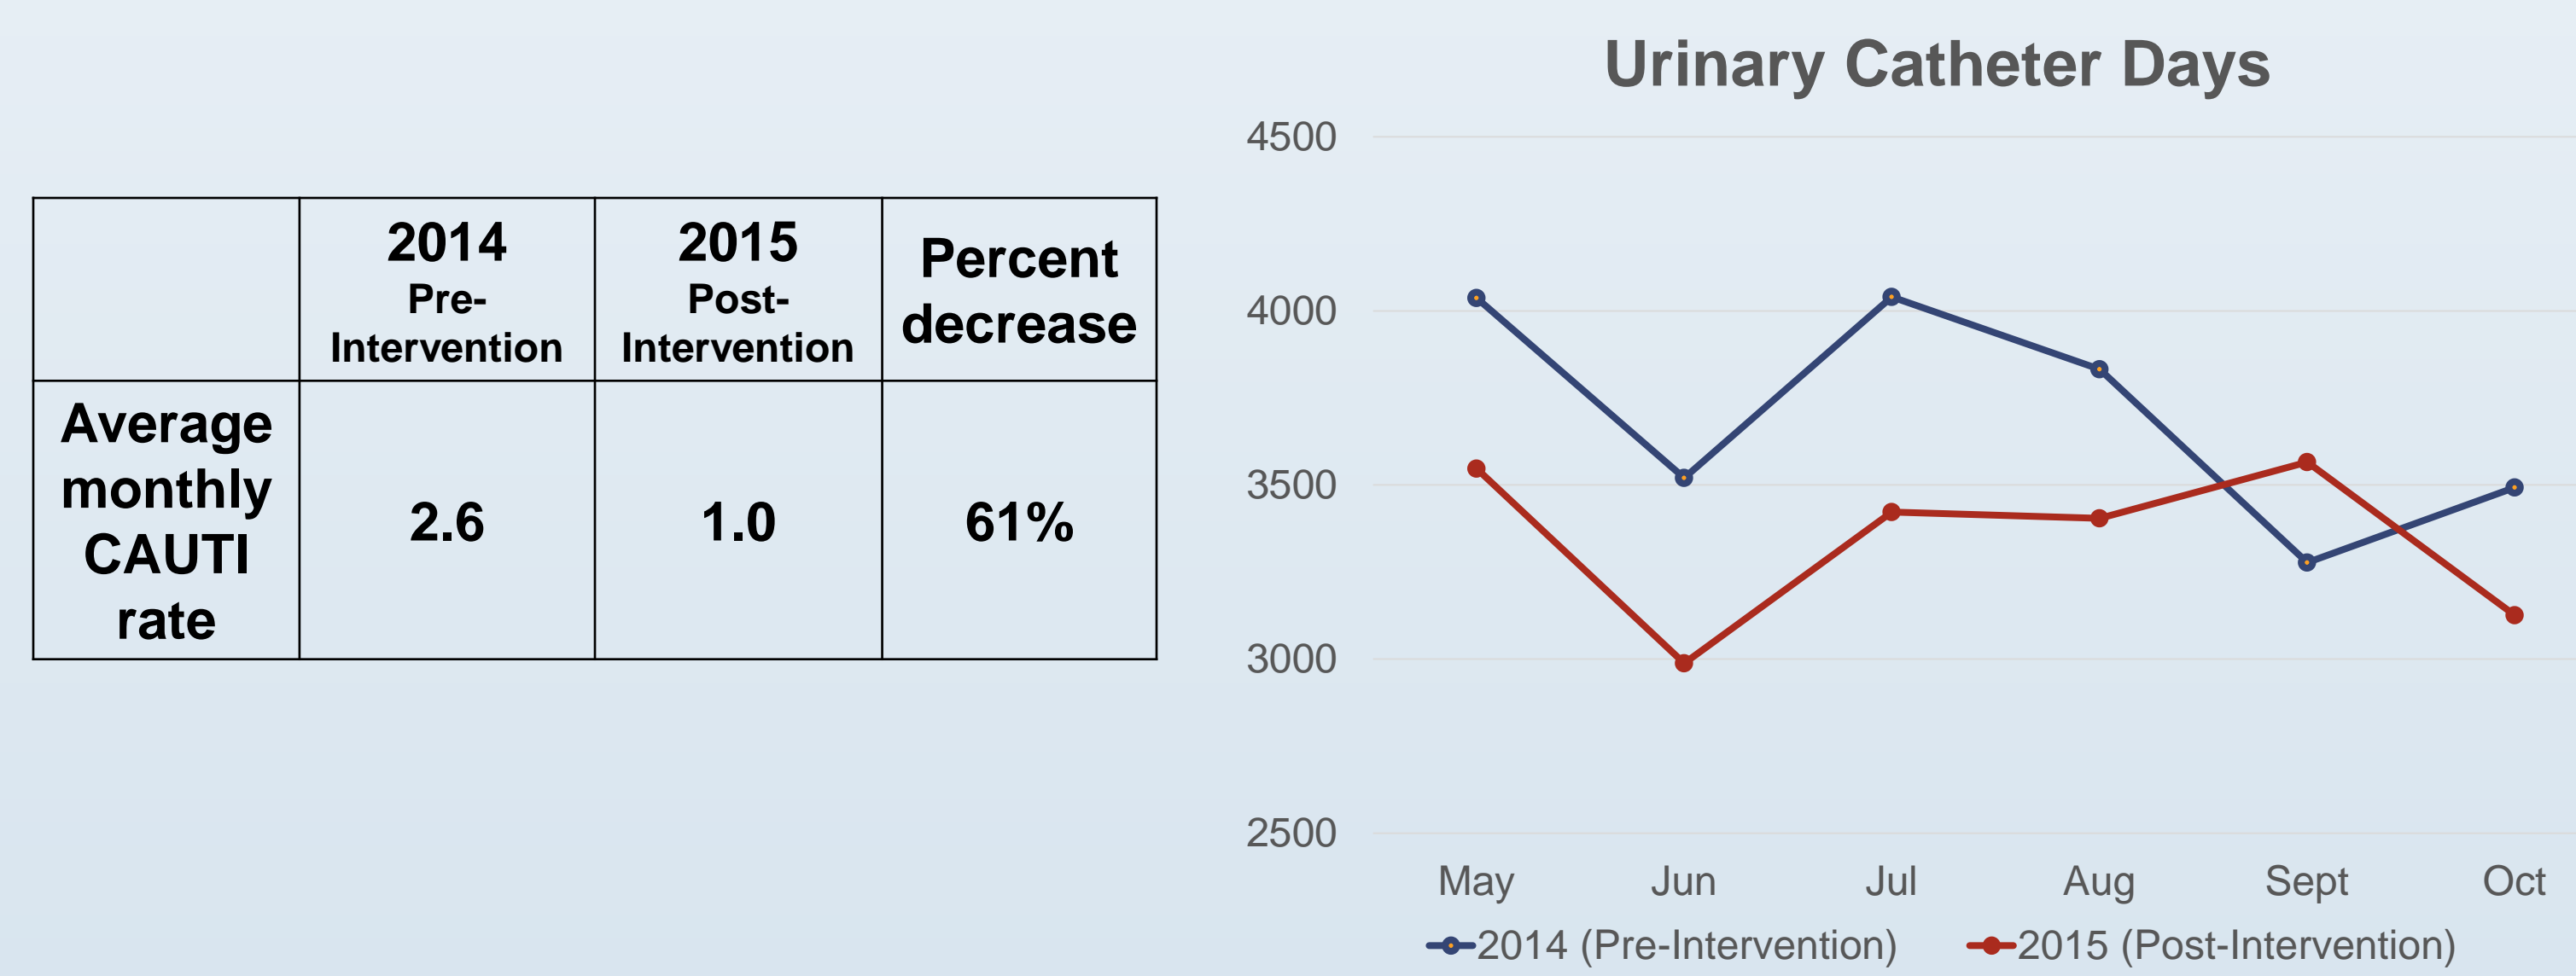 2014
Pre-
Intervention
2015
Post-
Intervention
Percent
decrease
Average
monthly
CAUTI
rate
2.6
1.0
61%
Urinary Catheter Days
4500
4000
3500
3000
2500
May
Jun
Jul
Aug
Sept
Oct
2014 (Pre-Intervention)
2015 (Post-Intervention)